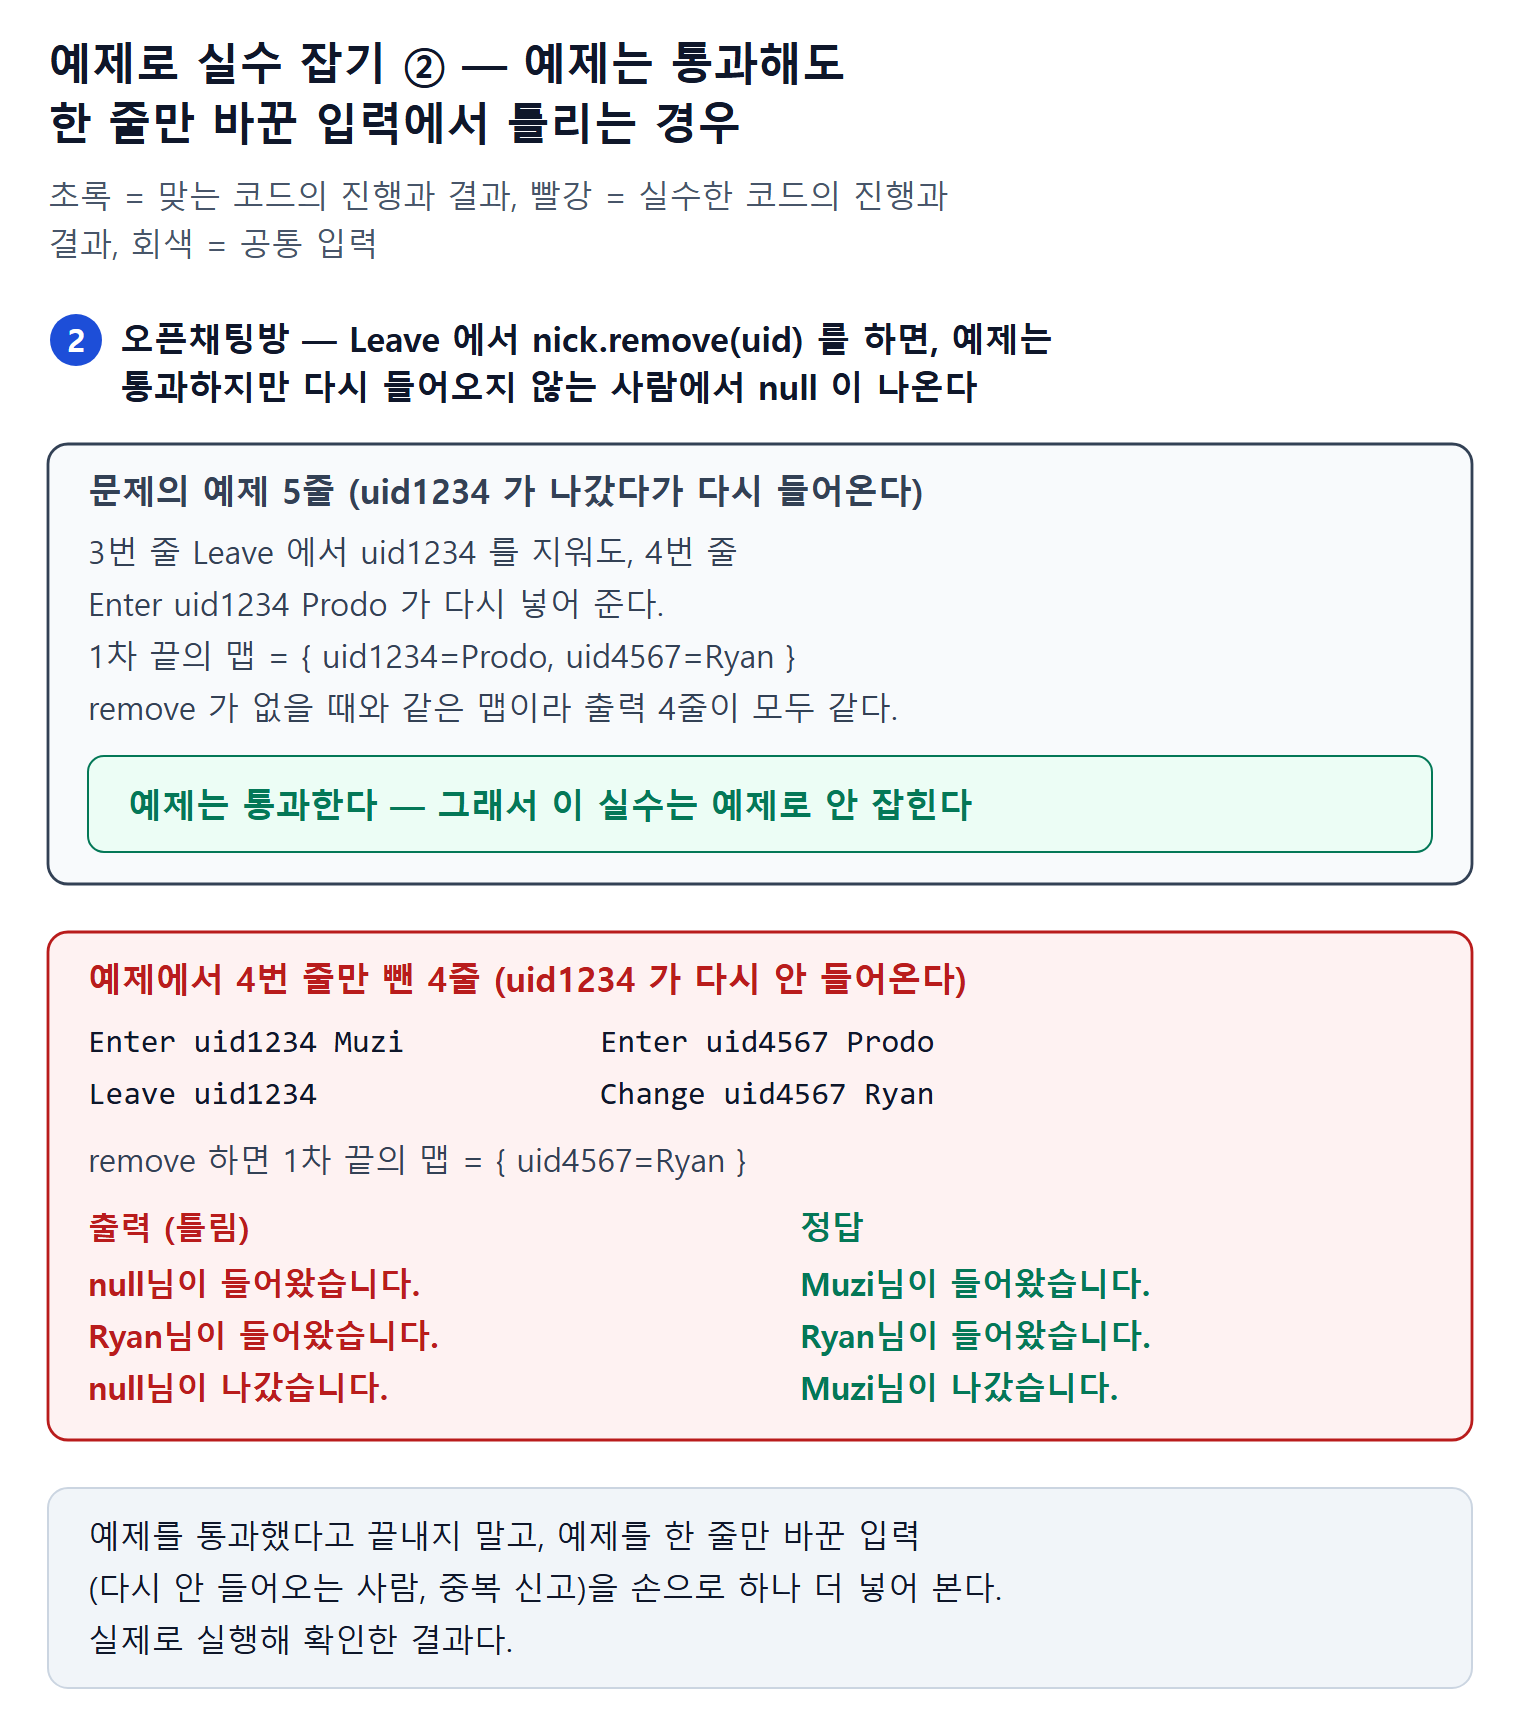 예제로 실수 잡기 ② — 예제는 통과해도
한 줄만 바꾼 입력에서 틀리는 경우
초록 = 맞는 코드의 진행과 결과, 빨강 = 실수한 코드의 진행과
결과, 회색 = 공통 입력
2 오픈채팅방 — Leave 에서 nick.remove(uid) 를 하면, 예제는
통과하지만 다시 들어오지 않는 사람에서 null 이 나온다
문제의 예제 5줄 (uid1234 가 나갔다가 다시 들어온다)
3번 줄 Leave 에서 uid1234 를 지워도, 4번 줄
Enter uid1234 Prodo 가 다시 넣어 준다.
1차 끝의 맵 = { uid1234=Prodo, uid4567=Ryan }
remove 가 없을 때와 같은 맵이라 출력 4줄이 모두 같다.
예제는 통과한다 — 그래서 이 실수는 예제로 안 잡힌다
예제에서 4번 줄만 뺀 4줄 (uid1234 가 다시 안 들어온다)
Enter uid1234 Muzi Enter uid4567 Prodo
Leave uid1234 Change uid4567 Ryan
remove 하면 1차 끝의 맵 = { uid4567=Ryan }
출력 (틀림) 정답
null님이 들어왔습니다. Muzi님이 들어왔습니다.
Ryan님이 들어왔습니다. Ryan님이 들어왔습니다.
null님이 나갔습니다. Muzi님이 나갔습니다.
예제를 통과했다고 끝내지 말고, 예제를 한 줄만 바꾼 입력
(다시 안 들어오는 사람, 중복 신고)을 손으로 하나 더 넣어 본다.
실제로 실행해 확인한 결과다.